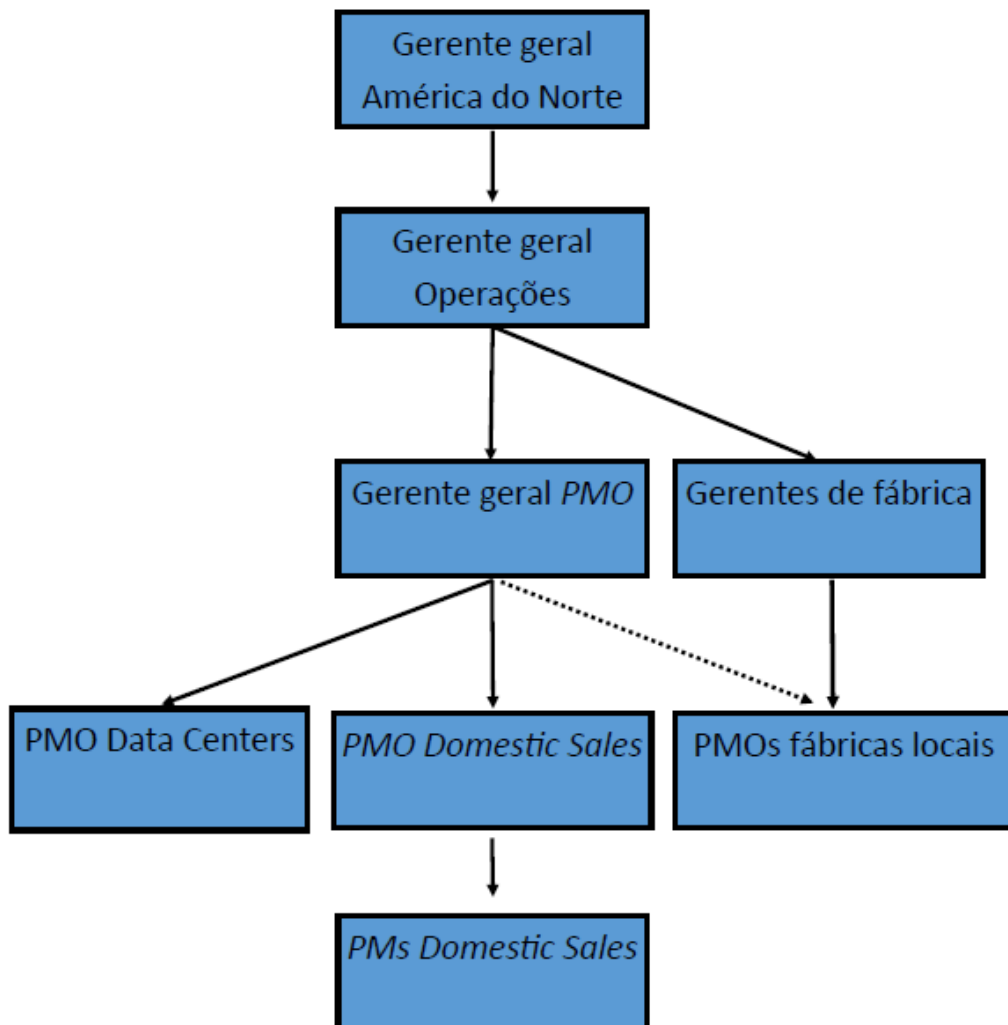 Gerente geral
América do Norte
Gerente geral
Operações
Gerente geral PMO
Gerentes de fábrica
PMO Data Centers
PMO Domestic Sales
PMOs fábricas locais
PMs Domestic Sales